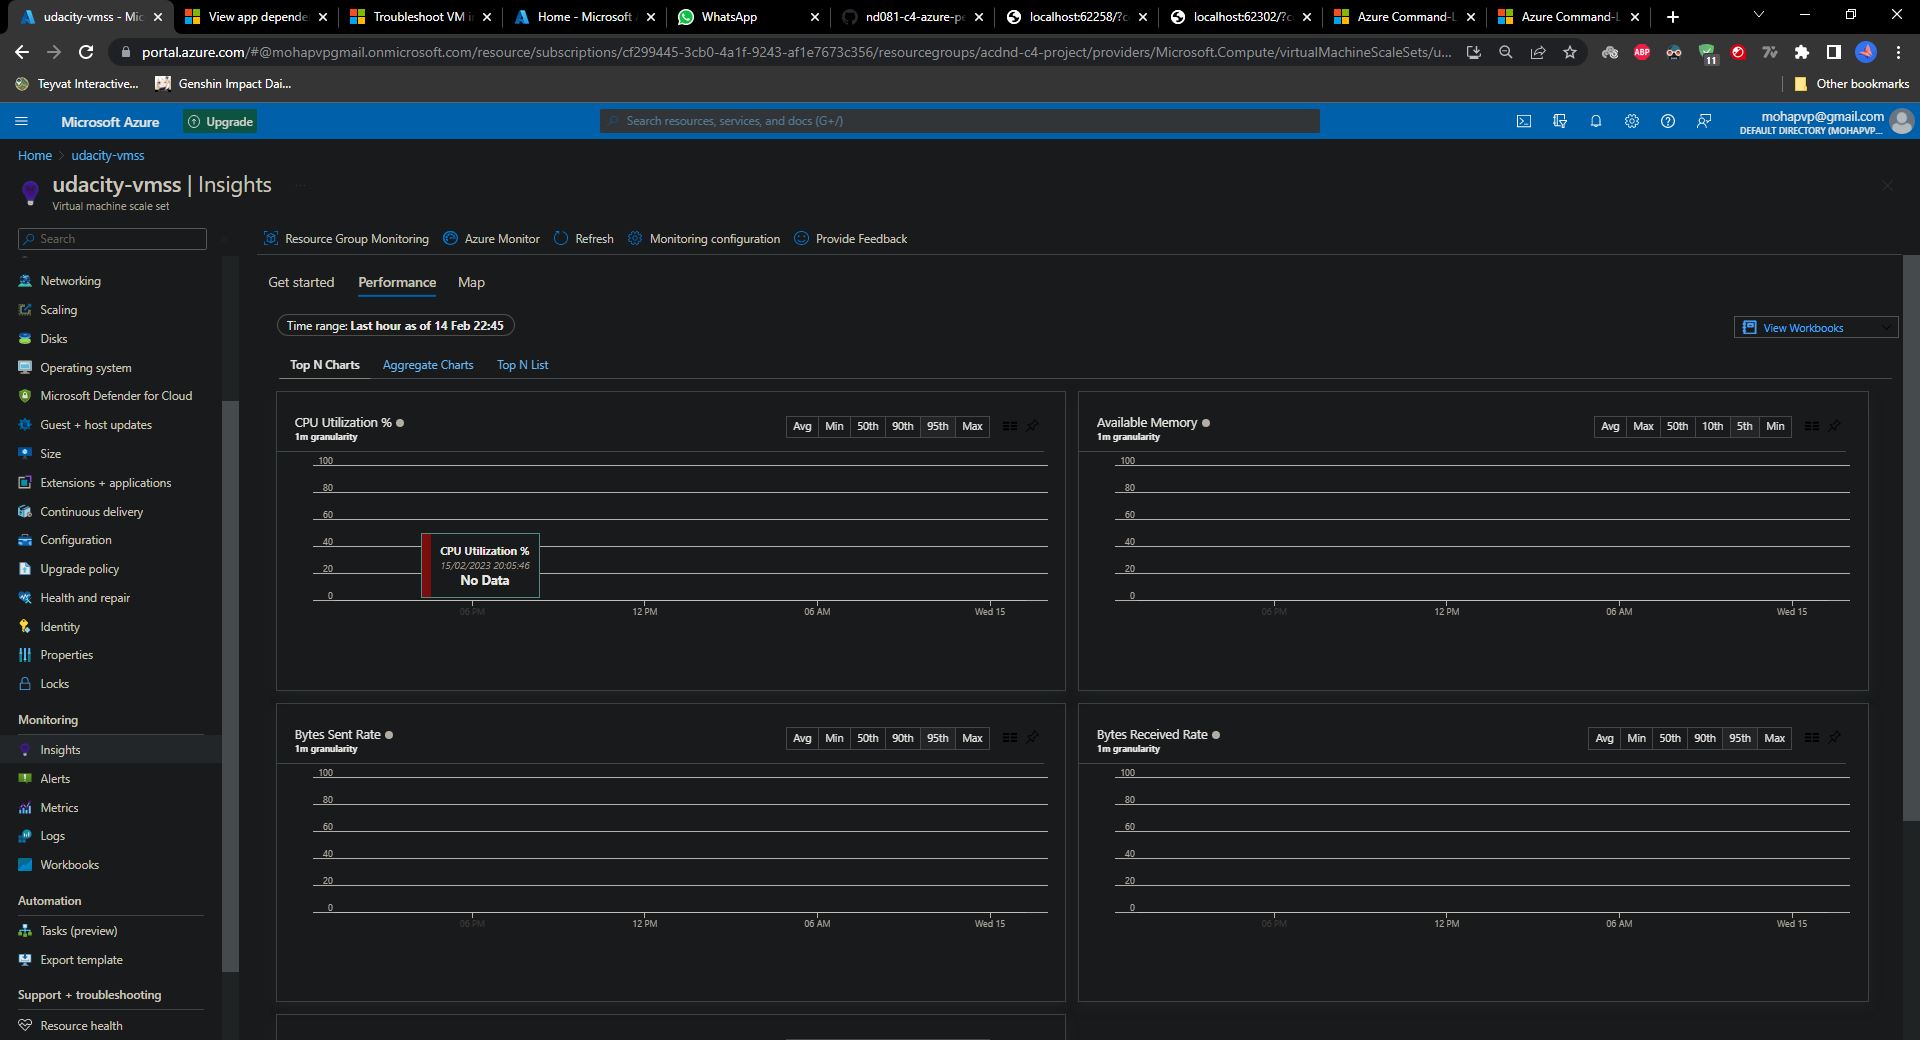 udacity-vmss - Mic
View app depende
Troubleshoot VM i
Home - Microsoft
WhatsApp
nd081-c4-azure-p
localhost:62258/?c
localhost:62302/?c
Azure Command-L
Azure Command-L
portal.azure.com/#@mohapvpgmail.onmicrosoft.com/resource/subscriptions/cf299445-3cb0-4a1f-9243-af1e7673c356/resourcegroups/acdnd-c4-project/providers/Microsoft.Compute/virtualMachineScaleSets/u...
ABP
11
Teyvat Interactive...
Genshin Impact Dai...
Other bookmarks
Microsoft Azure
Upgrade
Search resources, services, and docs (G+/)
mohapvp@gmail.com
DEFAULT DIRECTORY (MOHAPVP...
Home > udacity-vmss
udacity-vmss | Insights
Virtual machine scale set
Search
Resource Group Monitoring
Azure Monitor
Refresh
Monitoring configuration
Provide Feedback
Networking
Scaling
Disks
Operating system
Microsoft Defender for Cloud
Guest + host updates
Size
Extensions + applications
Continuous delivery
Configuration
Upgrade policy
Health and repair
Identity
Properties
Locks
Monitoring
Insights
Alerts
Metrics
Logs
Workbooks
Automation
Tasks (preview)
Export template
Support + troubleshooting
Resource health
Get started
Performance
Map
Time range: Last hour as of 14 Feb 22:45
View Workbooks
Top N Charts
Aggregate Charts
Top N List
CPU Utilization %
1m granularity
Avg Min 50th 90th 95th Max
100
80
60
40
20
0
CPU Utilization %
15/02/2023 20:05:46
No Data
06 PM 12 PM 06 AM Wed 15
Available Memory
1m granularity
Avg Max 50th 10th 5th Min
100
80
60
40
20
0
06 PM 12 PM 06 AM Wed 15
Bytes Sent Rate
1m granularity
Avg Min 50th 90th 95th Max
100
80
60
40
20
0
06 PM 12 PM 06 AM Wed 15
Bytes Received Rate
1m granularity
Avg Min 50th 90th 95th Max
100
80
60
40
20
0
06 PM 12 PM 06 AM Wed 15